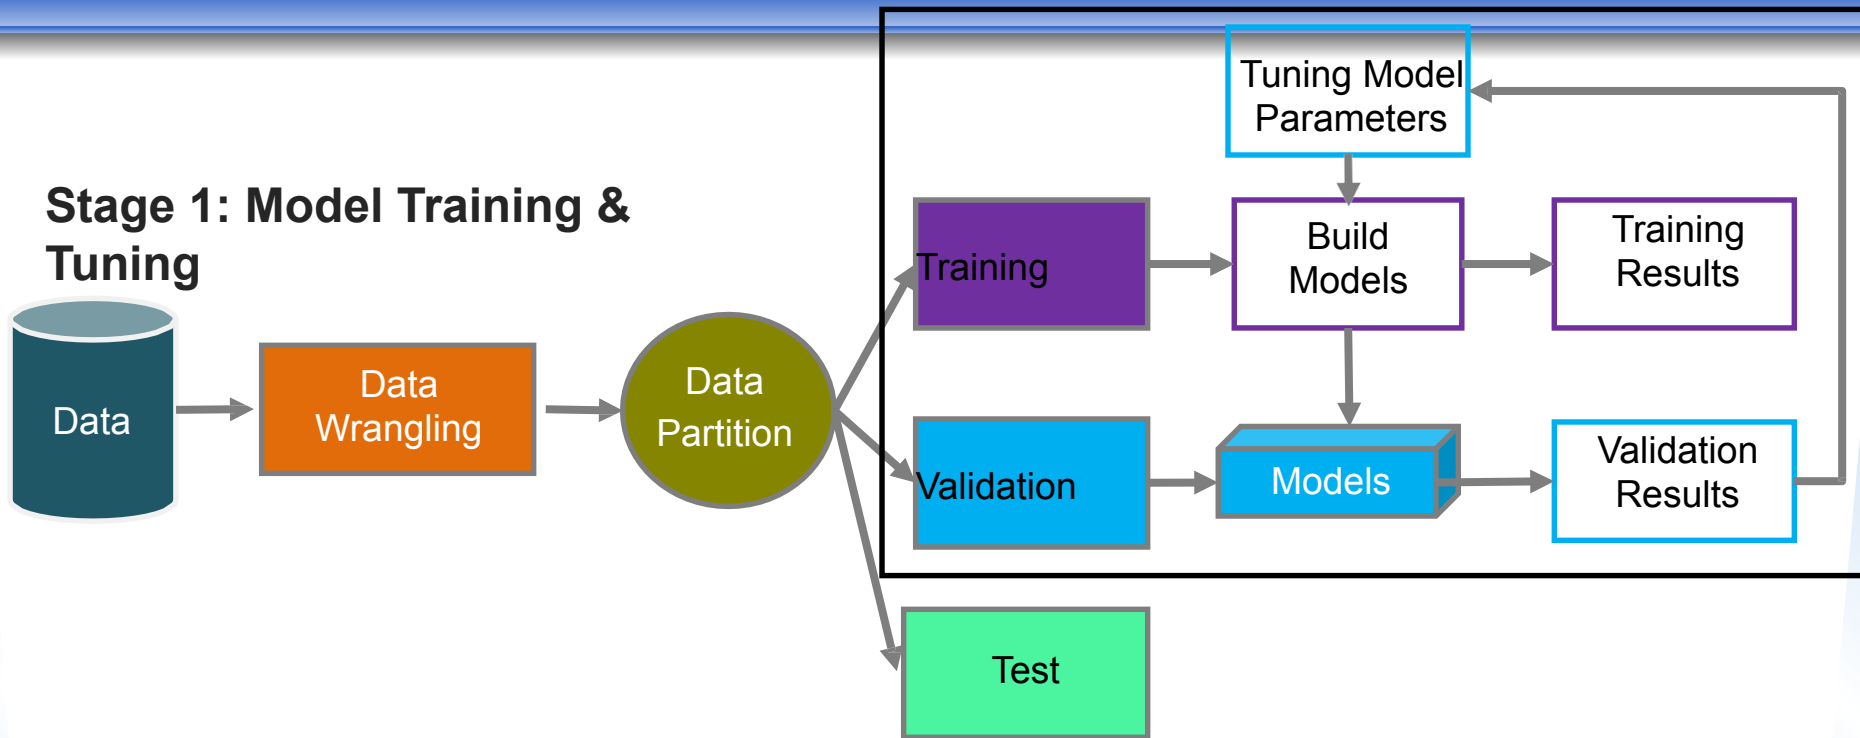 Tuning Model
Parameters
Stage 1: Model Training &
Tuning
Training
Build
Models
Training
Results
Data
Data
Wrangling
Data
Partition
Validation
Models
Validation
Results
Test